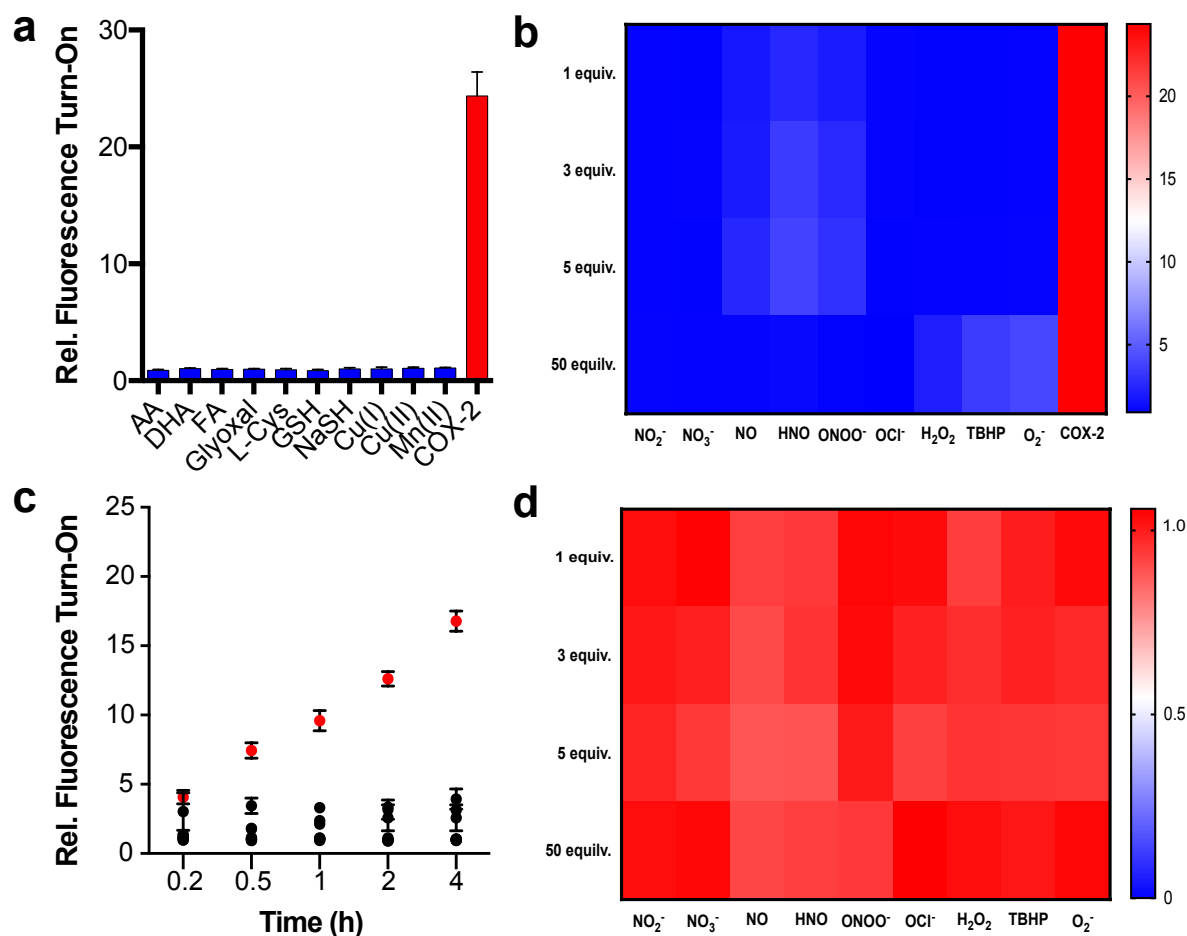 a
Rel. Fluorescence Turn-On
30
20
10
0
AA
DHA
FA
Glyoxal
L-Cys
GSH
NaSH
Cu(I)
Cu(II)
Mn(II)
COX-2
b
1 equiv.
3 equiv.
5 equiv.
50 equilv.
NO₂⁻ NO₃⁻ NO HNO ONOO⁻ OCl⁻ H₂O₂ TBHP O₂⁻ COX-2
20
15
10
5
c
Rel. Fluorescence Turn-On
25
20
15
10
5
0
0.2 0.5 1 2 4
Time (h)
d
1 equiv.
3 equiv.
5 equiv.
50 equilv.
NO₂⁻ NO₃⁻ NO HNO ONOO⁻ OCl⁻ H₂O₂ TBHP O₂⁻
1.0
0.5
0